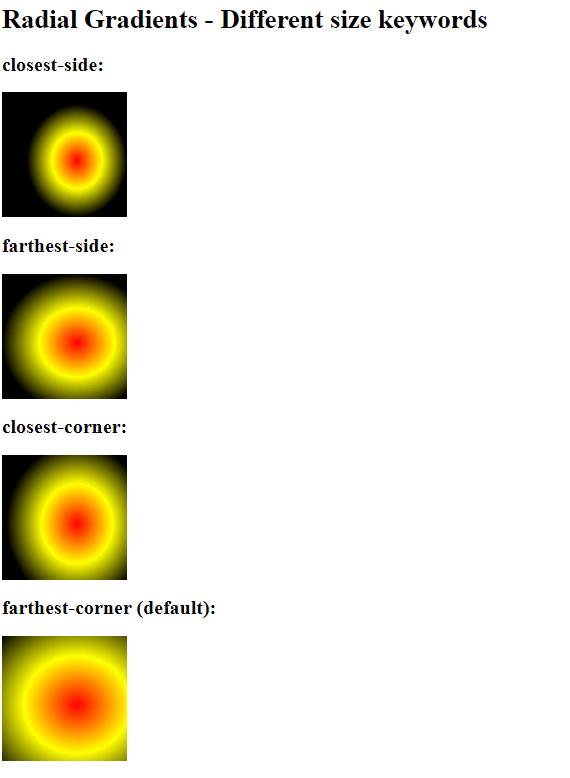 Radial Gradients - Different size keywords
closest-side:
farthest-side:
closest-corner:
farthest-corner (default):